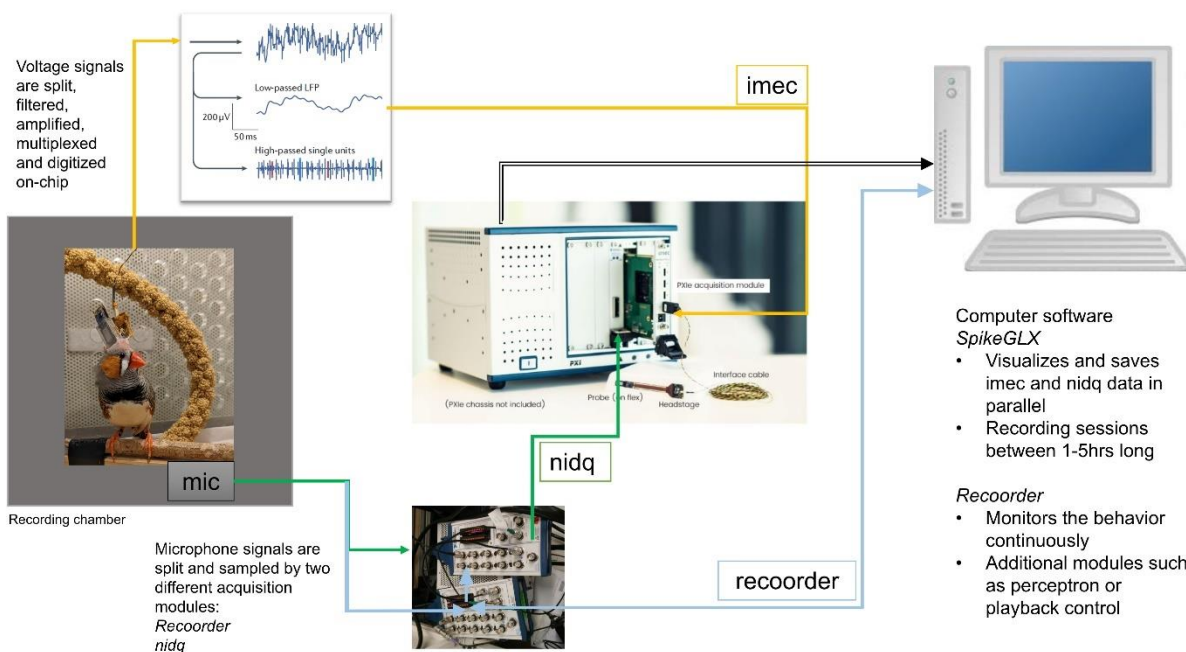 Voltage signals
are split,
filtered,
amplified,
multiplexed
and digitized
on-chip
Low-passed LFP
200 µV
50 ms
High-passed single units
imec
PXIe acquisition module
Interface cable
Probe (on flex)
Headstage
(PXIe chassis not included)
PXI
mic
Recording chamber
nidq
Microphone signals are
split and sampled by two
different acquisition
modules:
Recoorder
nidq
recoorder
Computer software
SpikeGLX
• Visualizes and saves
imec and nidq data in
parallel
• Recording sessions
between 1-5hrs long
Recoorder
• Monitors the behavior
continuously
• Additional modules such
as perceptron or
playback control